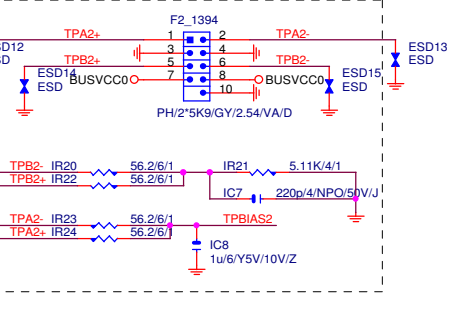 F2_1394
TPA2+ 1 2 TPA2-
SD12 3 4 ESD13
SD ESD
TPB2+ 5 6 TPB2-
ESD14 BUSVCC0 7 8 BUSVCC0 ESD15
ESD 10 ESD
PH/2*5K9/GY/2.54/VA/D
TPB2- IR20 56.2/6/1 IR21 5.11K/4/1
TPB2+ IR22 56.2/6/1
IC7 220p/4/NPO/50V/J
TPA2- IR23 56.2/6/1 TPBIAS2
TPA2+ IR24 56.2/6/1
IC8
1u/6/Y5V/10V/Z